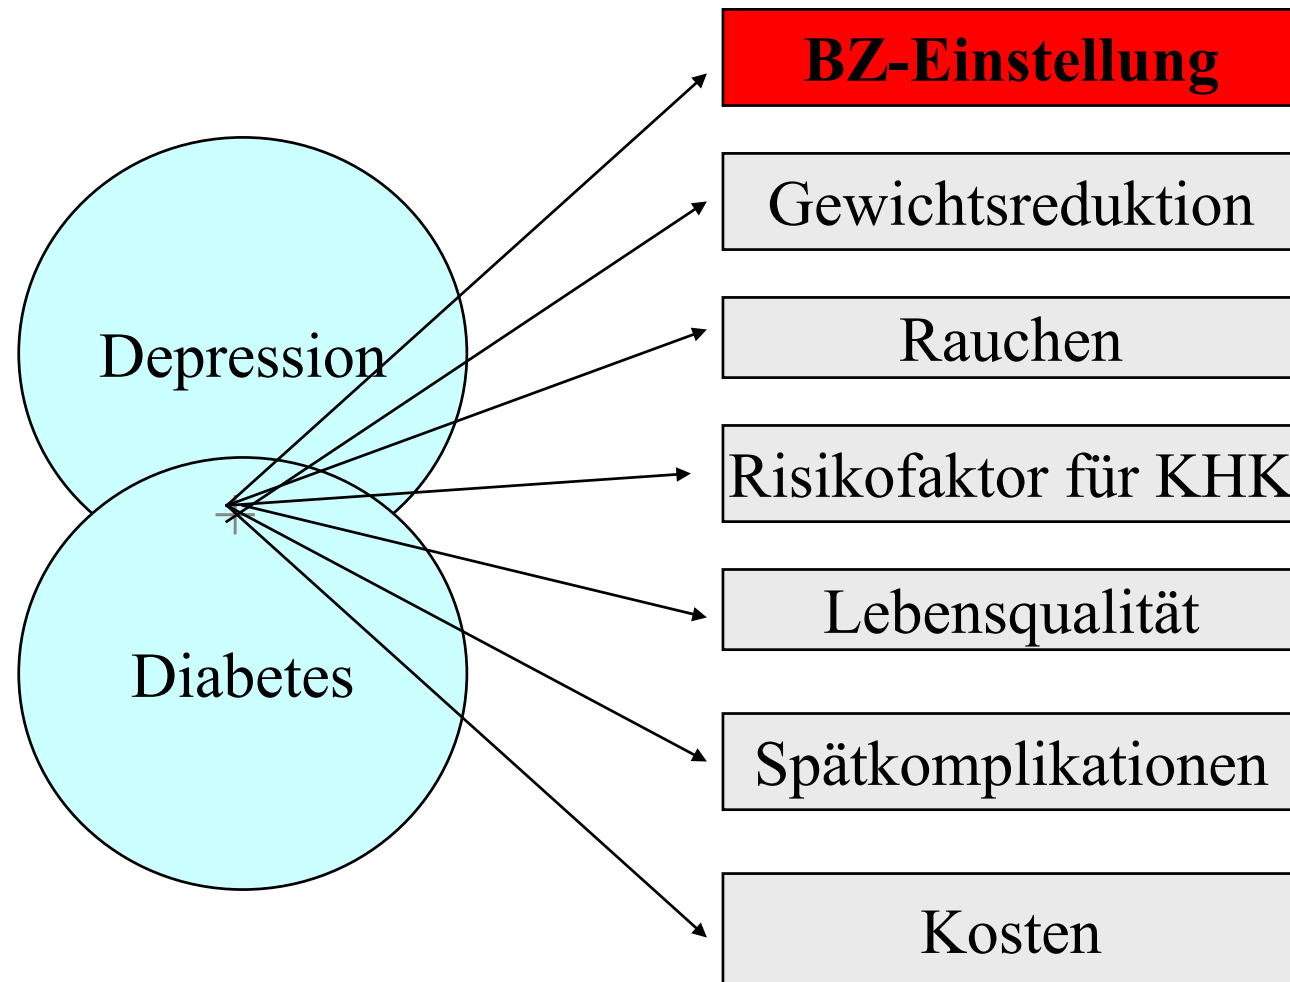 BZ-Einstellung
Gewichtsreduktion
Depression
Rauchen
Risikofaktor für KHK
Lebensqualität
Diabetes
Spätkomplikationen
Kosten